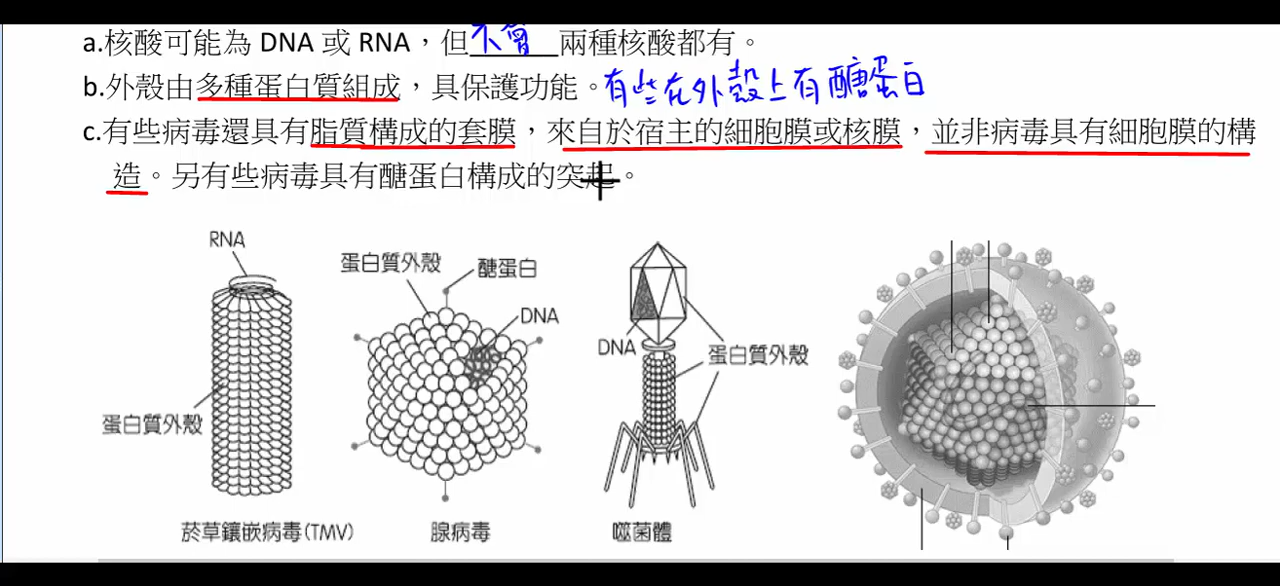 a.核酸可能為 DNA 或 RNA，但不會兩種核酸都有。
b.外殼由多種蛋白質組成，具保護功能。有些在外殼上有醣蛋白
c.有些病毒還具有脂質構成的套膜，來自於宿主的細胞膜或核膜，並非病毒具有細胞膜的構
造。另有些病毒具有醣蛋白構成的突起。
RNA
蛋白質外殼
菸草鑲嵌病毒(TMV)
蛋白質外殼
醣蛋白
DNA
腺病毒
DNA
蛋白質外殼
噬菌體